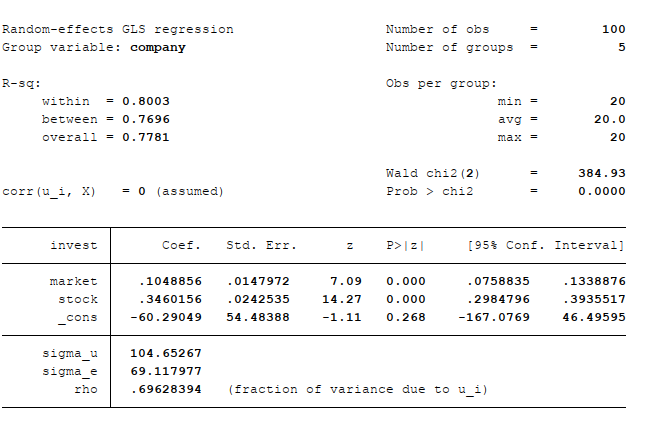 Random-effects GLS regression Number of obs = 100
Group variable: company Number of groups = 5
R-sq: Obs per group:
within = 0.8003 min = 20
between = 0.7696 avg = 20.0
overall = 0.7781 max = 20
Wald chi2(2) = 384.93
corr(u_i, X) = 0 (assumed) Prob > chi2 = 0.0000
invest Coef. Std. Err. z P>|z| [95% Conf. Interval]
market .1048856 .0147972 7.09 0.000 .0758835 .1338876
stock .3460156 .0242535 14.27 0.000 .2984796 .3935517
_cons -60.29049 54.48388 -1.11 0.268 -167.0769 46.49595
sigma_u 104.65267
sigma_e 69.117977
rho .69628394 (fraction of variance due to u_i)